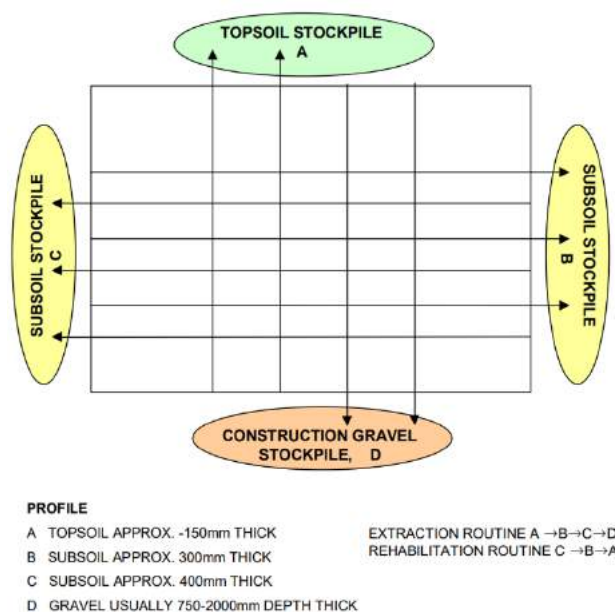 TOPSOIL STOCKPILE
A
SUBSOIL STOCKPILE
C
SUBSOIL STOCKPILE
B
CONSTRUCTION GRAVEL
STOCKPILE, D
PROFILE
A TOPSOIL APPROX. -150mm THICK
B SUBSOIL APPROX. 300mm THICK
C SUBSOIL APPROX. 400mm THICK
D GRAVEL USUALLY 750-2000mm DEPTH THICK
EXTRACTION ROUTINE A →B→C→D
REHABILITATION ROUTINE C →B→A